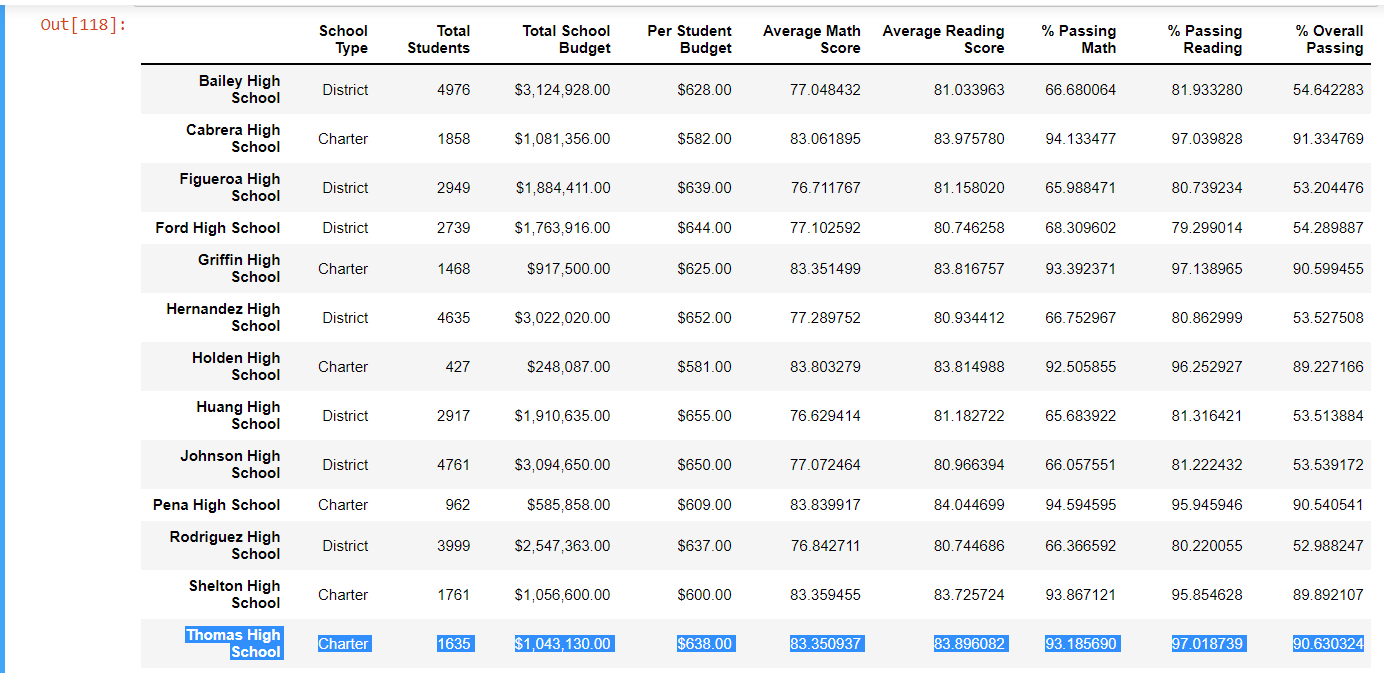 Out[118]:
School Type Total Students Total School Budget Per Student Budget Average Math Score Average Reading Score % Passing Math % Passing Reading % Overall Passing
Bailey High School District 4976 $3,124,928.00 $628.00 77.048432 81.033963 66.680064 81.933280 54.642283
Cabrera High School Charter 1858 $1,081,356.00 $582.00 83.061895 83.975780 94.133477 97.039828 91.334769
Figueroa High School District 2949 $1,884,411.00 $639.00 76.711767 81.158020 65.988471 80.739234 53.204476
Ford High School District 2739 $1,763,916.00 $644.00 77.102592 80.746258 68.309602 79.299014 54.289887
Griffin High School Charter 1468 $917,500.00 $625.00 83.351499 83.816757 93.392371 97.138965 90.599455
Hernandez High School District 4635 $3,022,020.00 $652.00 77.289752 80.934412 66.752967 80.862999 53.527508
Holden High School Charter 427 $248,087.00 $581.00 83.803279 83.814988 92.505855 96.252927 89.227166
Huang High School District 2917 $1,910,635.00 $655.00 76.629414 81.182722 65.683922 81.316421 53.513884
Johnson High School District 4761 $3,094,650.00 $650.00 77.072464 80.966394 66.057551 81.222432 53.539172
Pena High School Charter 962 $585,858.00 $609.00 83.839917 84.044699 94.594595 95.945946 90.540541
Rodriguez High School District 3999 $2,547,363.00 $637.00 76.842711 80.744686 66.366592 80.220055 52.988247
Shelton High School Charter 1761 $1,056,600.00 $600.00 83.359455 83.725724 93.867121 95.854628 89.892107
Thomas High School Charter 1635 $1,043,130.00 $638.00 83.350937 83.896082 93.185690 97.018739 90.630324